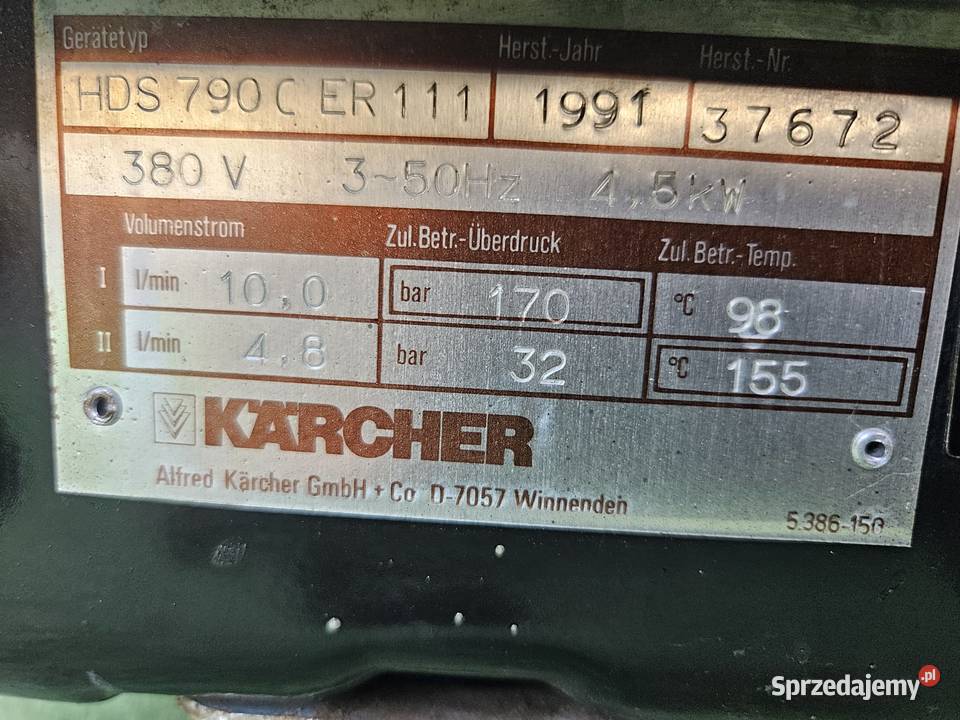 Gerätetyp Herst.-Jahr Herst.-Nr.
HDS 790 C ER 111 1991 37672
380 V 3~50Hz 4,5kW
Volumenstrom Zul.Betr.-Überdruck Zul.Betr.-Temp.
I l/min 10,0 bar 170 °C 98
II l/min 4,8 bar 32 °C 155
KÄRCHER
Alfred Kärcher GmbH + Co D-7057 Winnenden
5.386-150
Sprzedajemy.pl